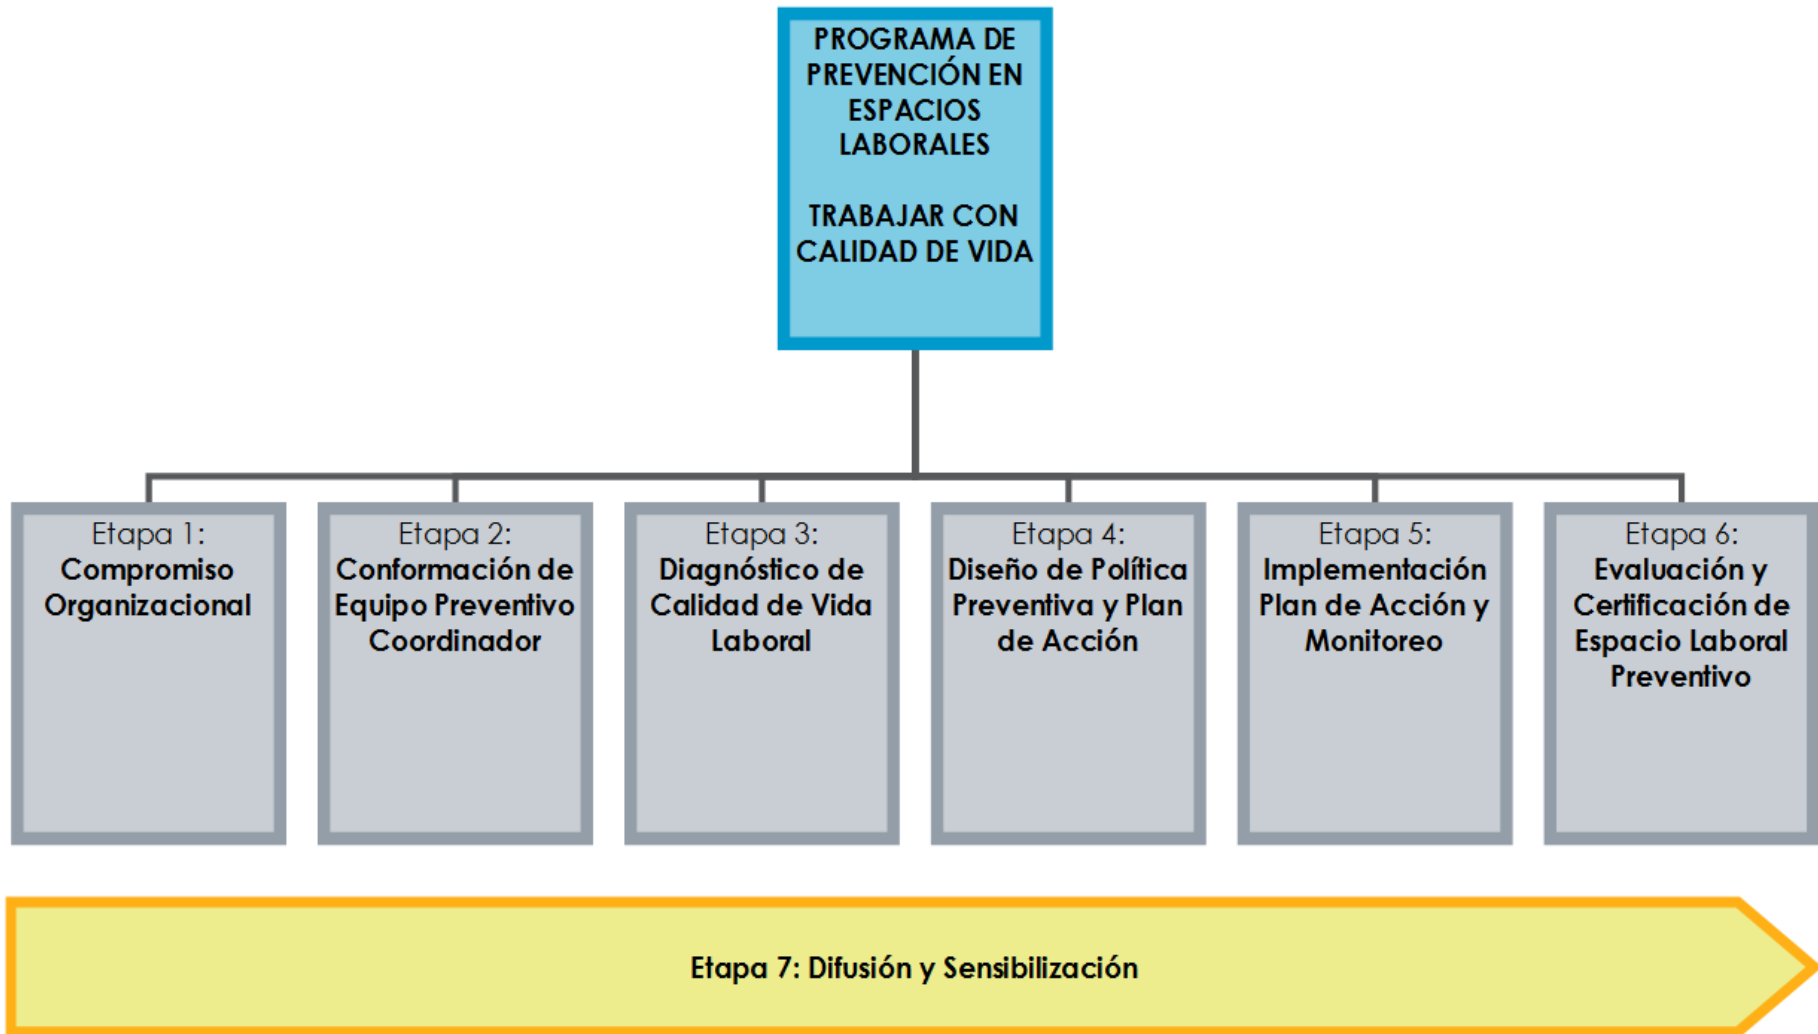 PROGRAMA DE
PREVENCIÓN EN
ESPACIOS
LABORALES
TRABAJAR CON
CALIDAD DE VIDA
Etapa 1:
Compromiso
Organizacional
Etapa 2:
Conformación de
Equipo Preventivo
Coordinador
Etapa 3:
Diagnóstico de
Calidad de Vida
Laboral
Etapa 4:
Diseño de Política
Preventiva y Plan
de Acción
Etapa 5:
Implementación
Plan de Acción y
Monitoreo
Etapa 6:
Evaluación y
Certificación de
Espacio Laboral
Preventivo
Etapa 7: Difusión y Sensibilización